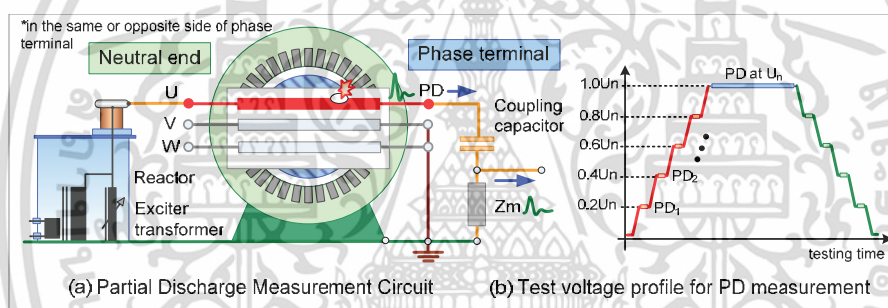 *in the same or opposite side of phase
terminal
Neutral end
Phase terminal
U
V
W
PD
Coupling
capacitor
Reactor
Exciter
transformer
Zm
(a) Partial Discharge Measurement Circuit
PD at Un
1.0Un
0.8Un
0.6Un
0.4Un
0.2Un
PD2
PD1
testing time
(b) Test voltage profile for PD measurement